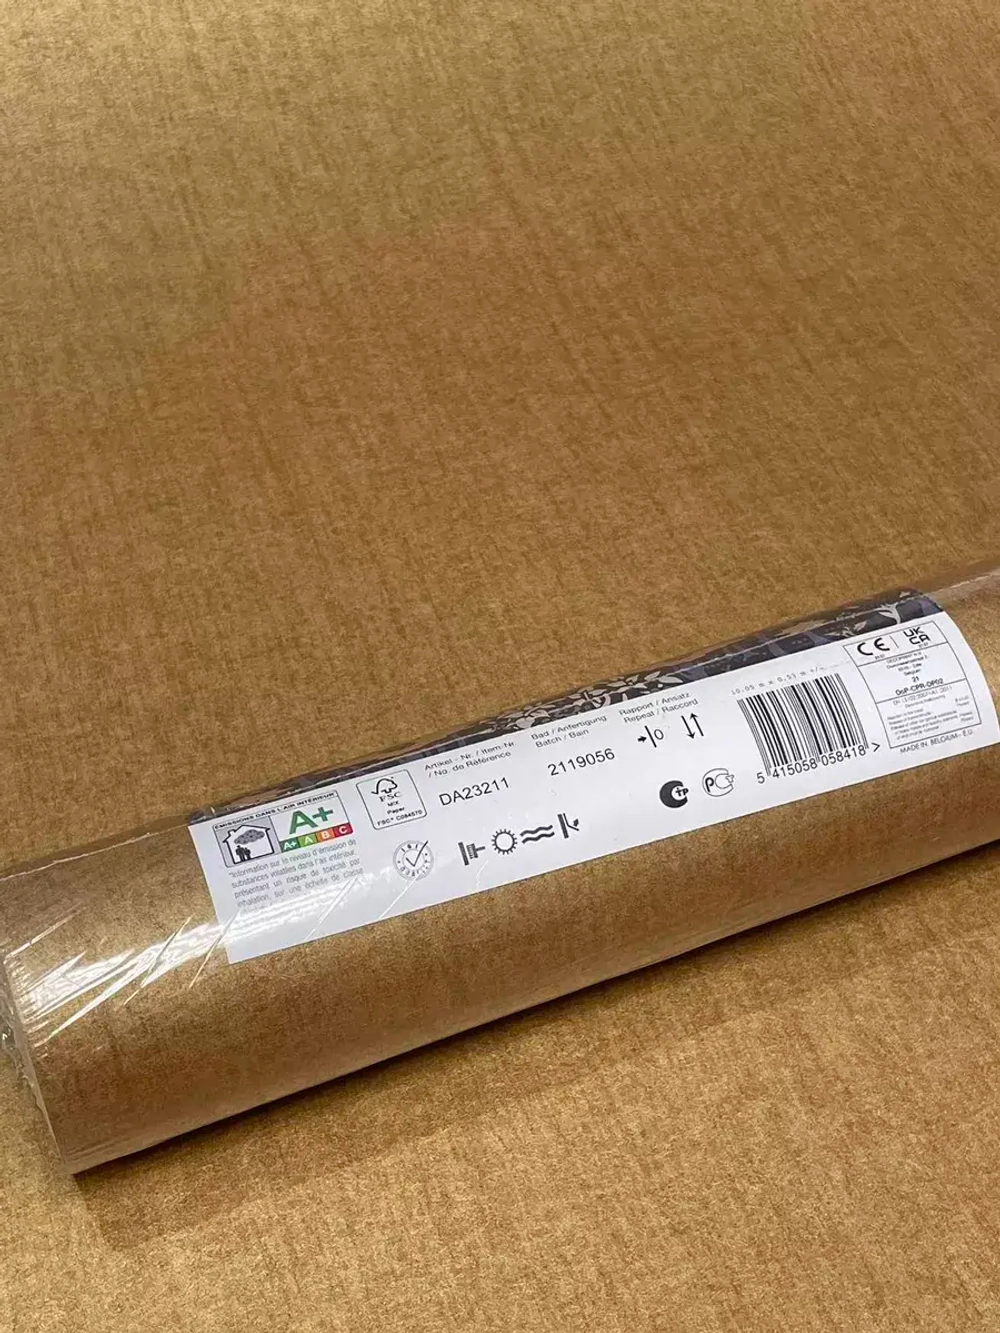 EMISSIONS DANS L'AIR INTÉRIEUR
A+
A+ A B C
*Information sur le niveau d'émission de
substances volatiles dans l'air intérieur,
présentant un risque de toxicité par
inhalation, sur une échelle de classe
FSC
MIX
Paper
FSC® C084570
Artikel - Nr. / Item-Nr.
/ No. de Référence
DA23211
Bad / Anfertigung
Batch / Bain
2119056
Rapport / Ansatz
Repeat / Raccord
0
10.05 m x 0.53 m
5 415058 058418 >
CE
UK
CA
21
DoP-CPR-DP02
MADE IN BELGIUM - E.U.